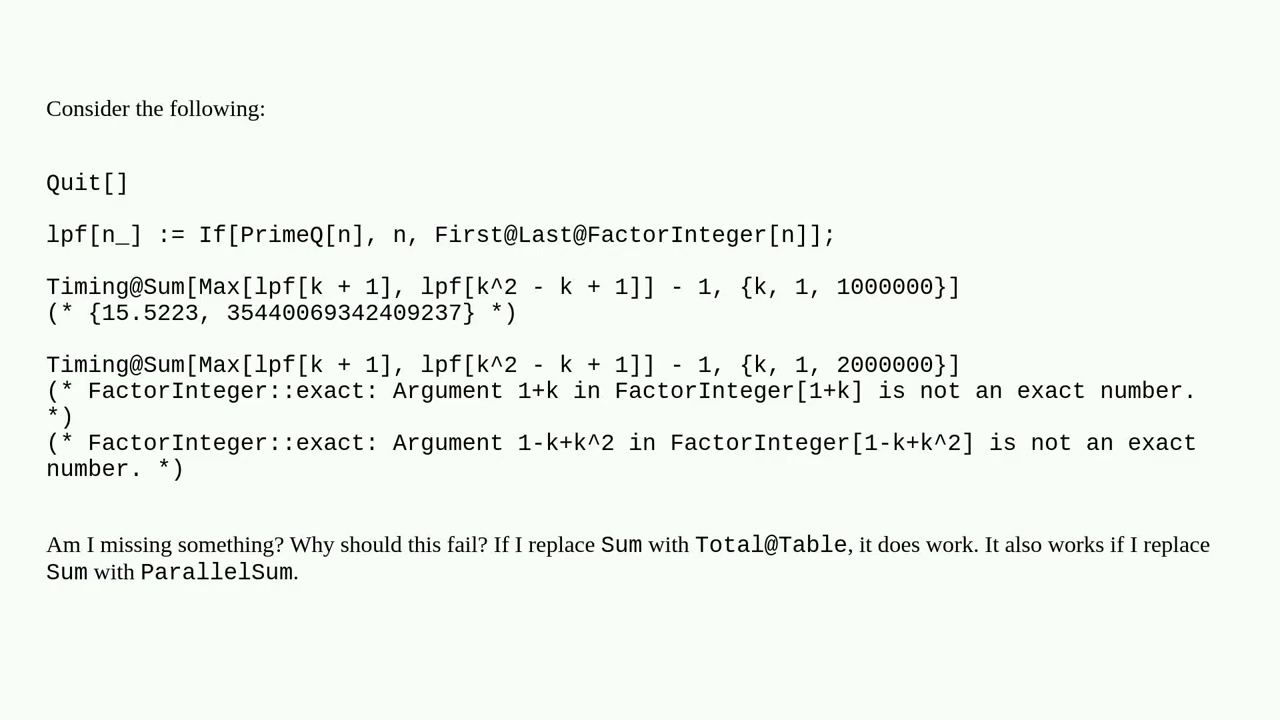 Consider the following:
Quit[]
lpf[n_] := If[PrimeQ[n], n, First@Last@FactorInteger[n]];
Timing@Sum[Max[lpf[k + 1], lpf[k^2 - k + 1]] - 1, {k, 1, 1000000}]
(* {15.5223, 35440069342409237} *)
Timing@Sum[Max[lpf[k + 1], lpf[k^2 - k + 1]] - 1, {k, 1, 2000000}]
(* FactorInteger::exact: Argument 1+k in FactorInteger[1+k] is not an exact number.
*)
(* FactorInteger::exact: Argument 1-k+k^2 in FactorInteger[1-k+k^2] is not an exact
number. *)
Am I missing something? Why should this fail? If I replace Sum with Total@Table, it does work. It also works if I replace
Sum with ParallelSum.